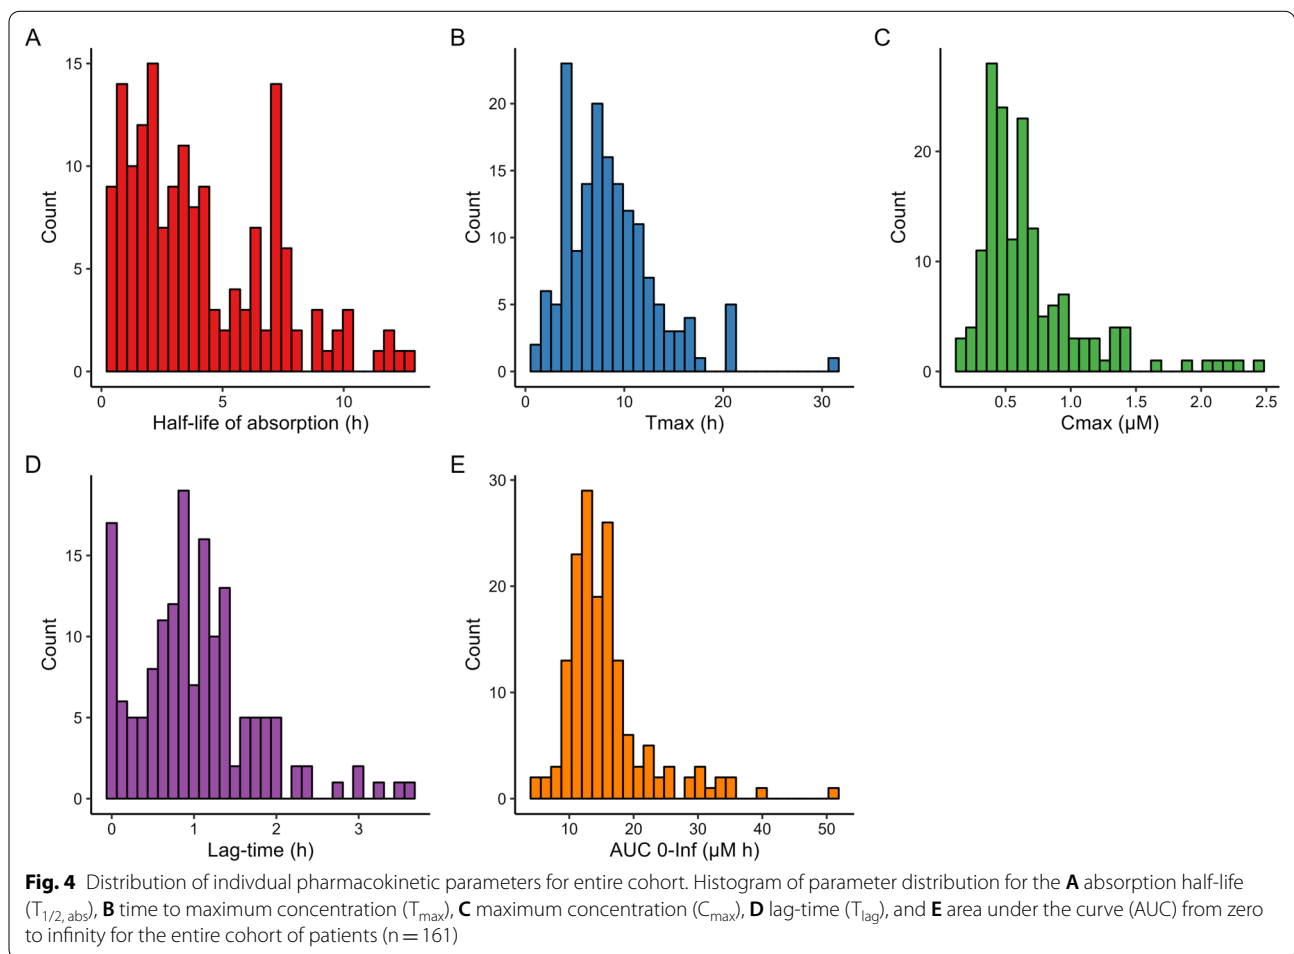 A
B
C
15
10
5
0
Count
0 5 10
Half-life of absorption (h)
20
15
10
5
0
Count
0 10 20 30
Tmax (h)
20
10
0
Count
0.5 1.0 1.5 2.0 2.5
Cmax (µM)
D
E
15
10
5
0
Count
0 1 2 3
Lag-time (h)
30
20
10
0
Count
10 20 30 40 50
AUC 0-Inf (µM h)
Fig. 4 Distribution of indivdual pharmacokinetic parameters for entire cohort. Histogram of parameter distribution for the A absorption half-life
(T1/2, abs), B time to maximum concentration (Tmax), C maximum concentration (Cmax), D lag-time (Tlag), and E area under the curve (AUC) from zero
to infinity for the entire cohort of patients (n = 161)